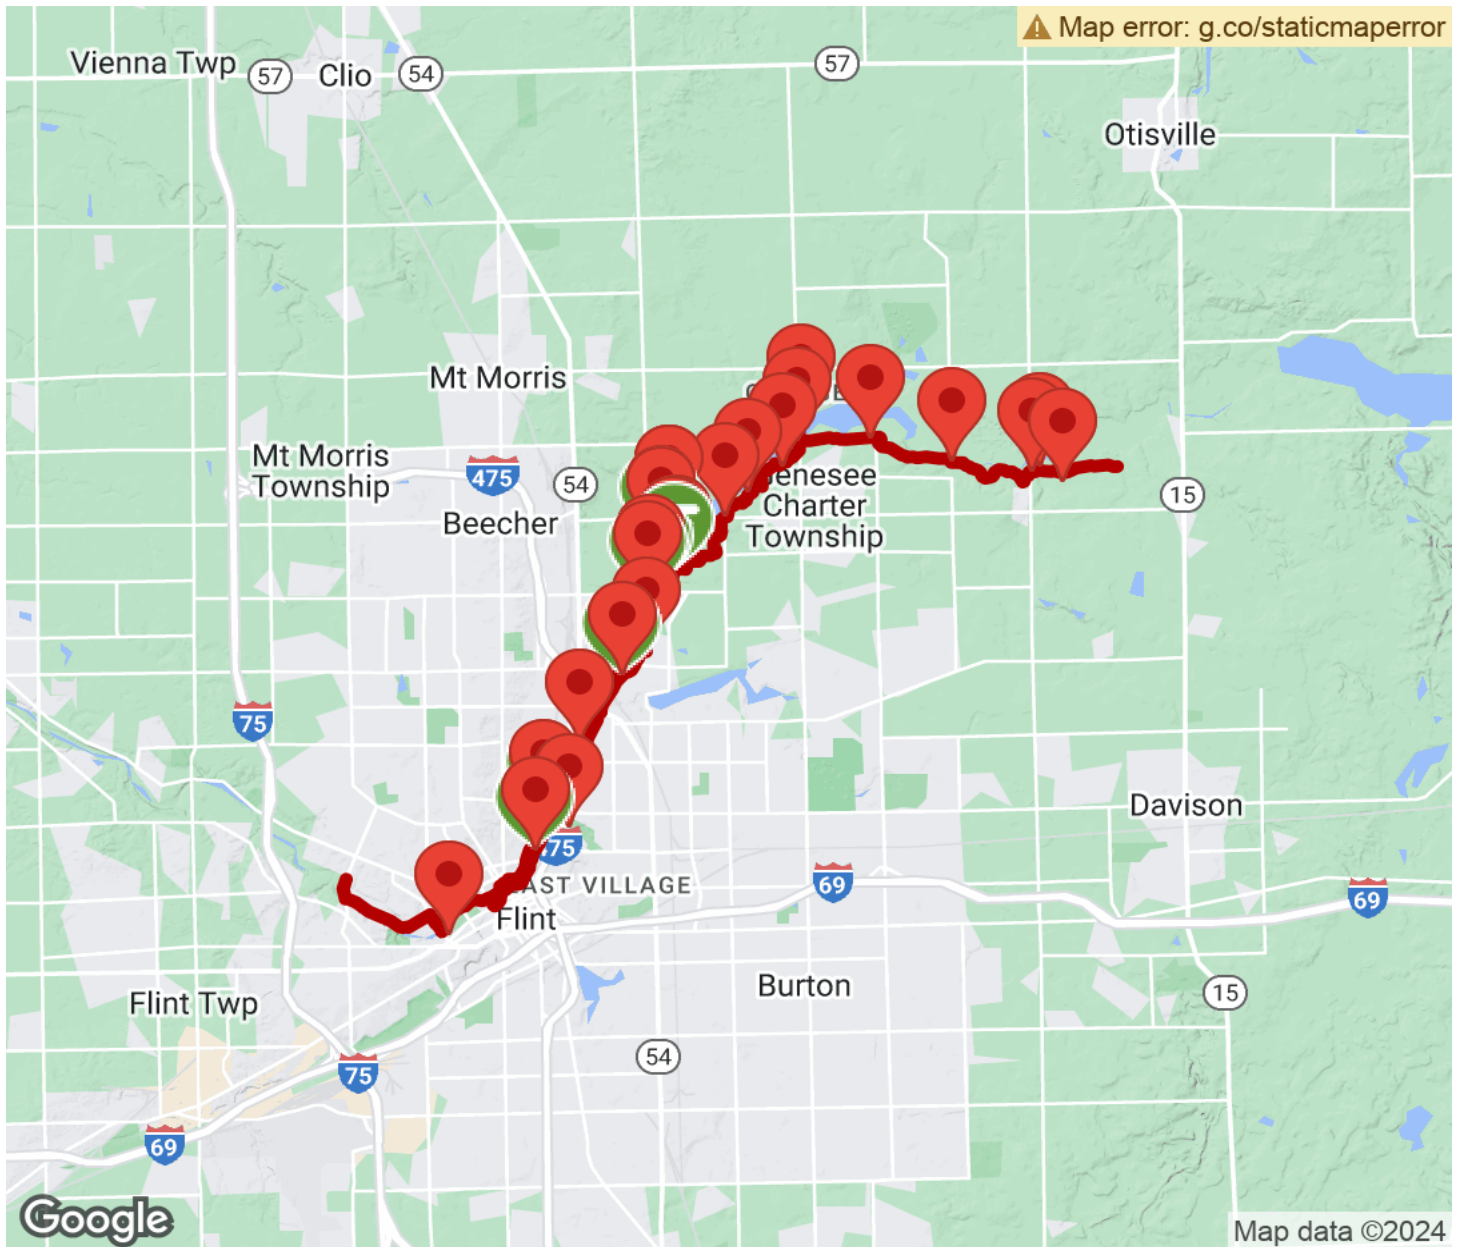 Map error: g.co/staticmaperror
Vienna Twp
57
Clio
54
57
Otisville
Mt Morris
Mt Morris
Township
475
54
Beecher
enesee
Charter
Township
15
75
Davison
75
EAST VILLAGE
69
69
Flint
Burton
15
Flint Twp
54
75
69
Google
Map data ©2024